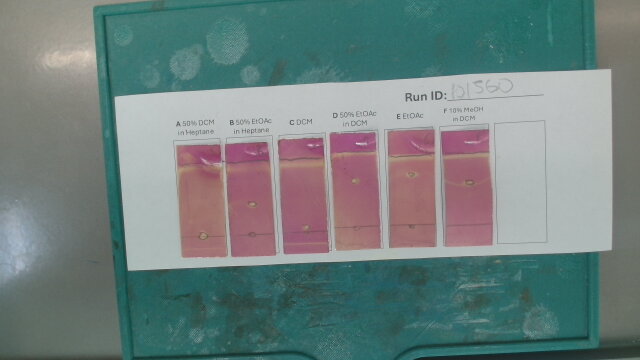 Run ID: 101560
A 50% DCM in Heptane
B 50% EtOAc in Heptane
C DCM
D 50% EtOAc in DCM
E EtOAc
F 10% MeOH in DCM